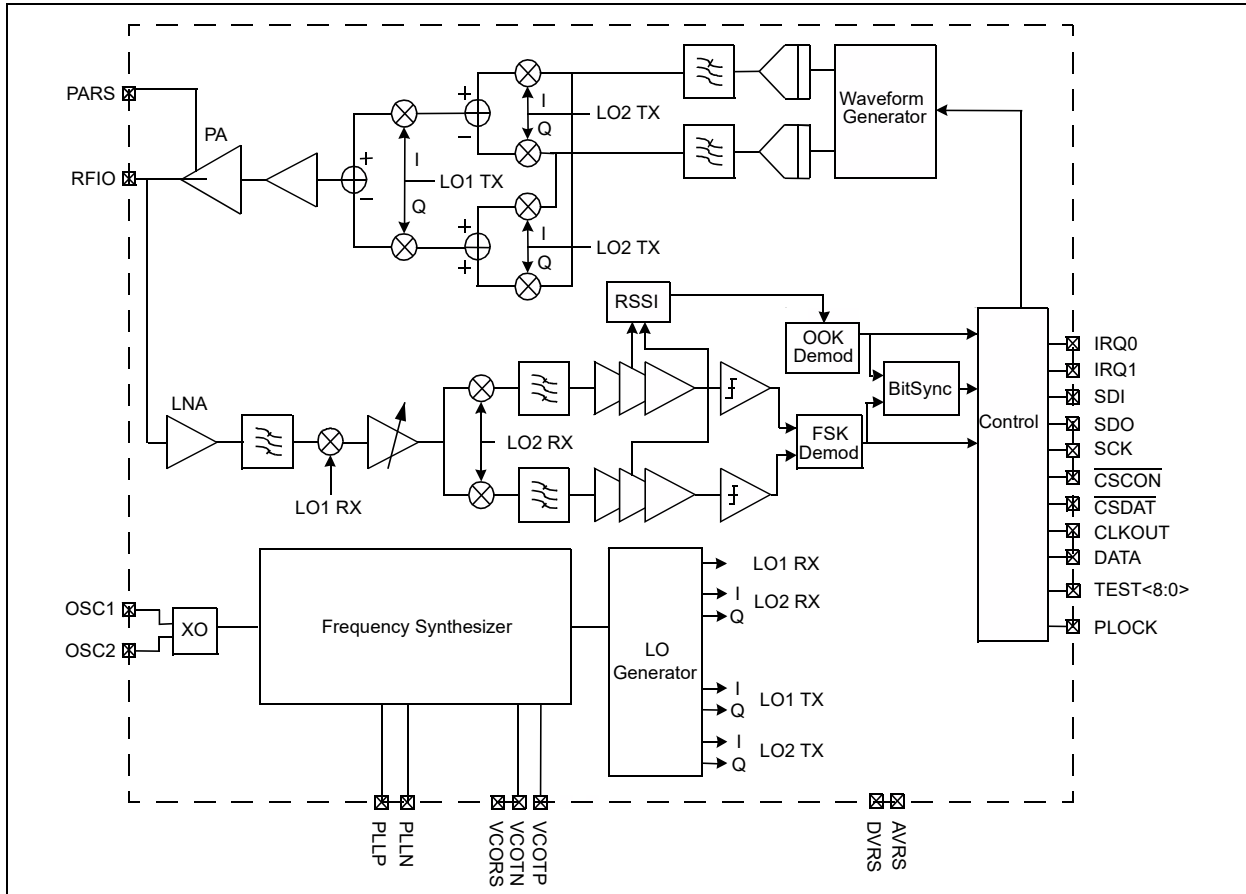 PARS
PA
RFIO
+
−
I
Q
LO1 TX
+
−
I
Q
LO2 TX
+
+
I
Q
LO2 TX
Waveform
Generator
RSSI
OOK
Demod
BitSync
FSK
Demod
Control
LNA
LO1 RX
LO2 RX
IRQ0
IRQ1
SDI
SDO
SCK
CSCON
CSDAT
CLKOUT
DATA
TEST<8:0>
PLOCK
OSC1
OSC2
XO
Frequency Synthesizer
LO
Generator
LO1 RX
I
Q
LO2 RX
I
Q
LO1 TX
I
Q
LO2 TX
PLLP
PLLN
VCORS
VCOTN
VCOTP
DVRS
AVRS